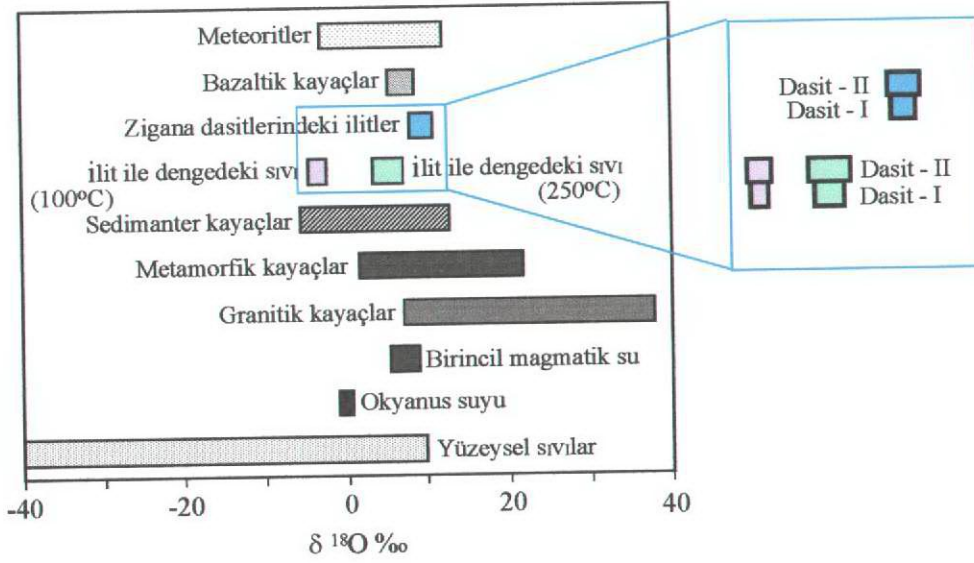 Meteoritler
Bazaltik kayaçlar
Zigana dasitlerindeki ilitler
ilit ile dengedeki sıvı
(100ºC)
ilit ile dengedeki sıvı
(250ºC)
Sedimanter kayaçlar
Metamorfik kayaçlar
Granitik kayaçlar
Birincil magmatik su
Okyanus suyu
Yüzeysel sıvılar
-40
-20
0
20
40
δ ¹⁸O ‰
Dasit - II
Dasit - I
Dasit - II
Dasit - I